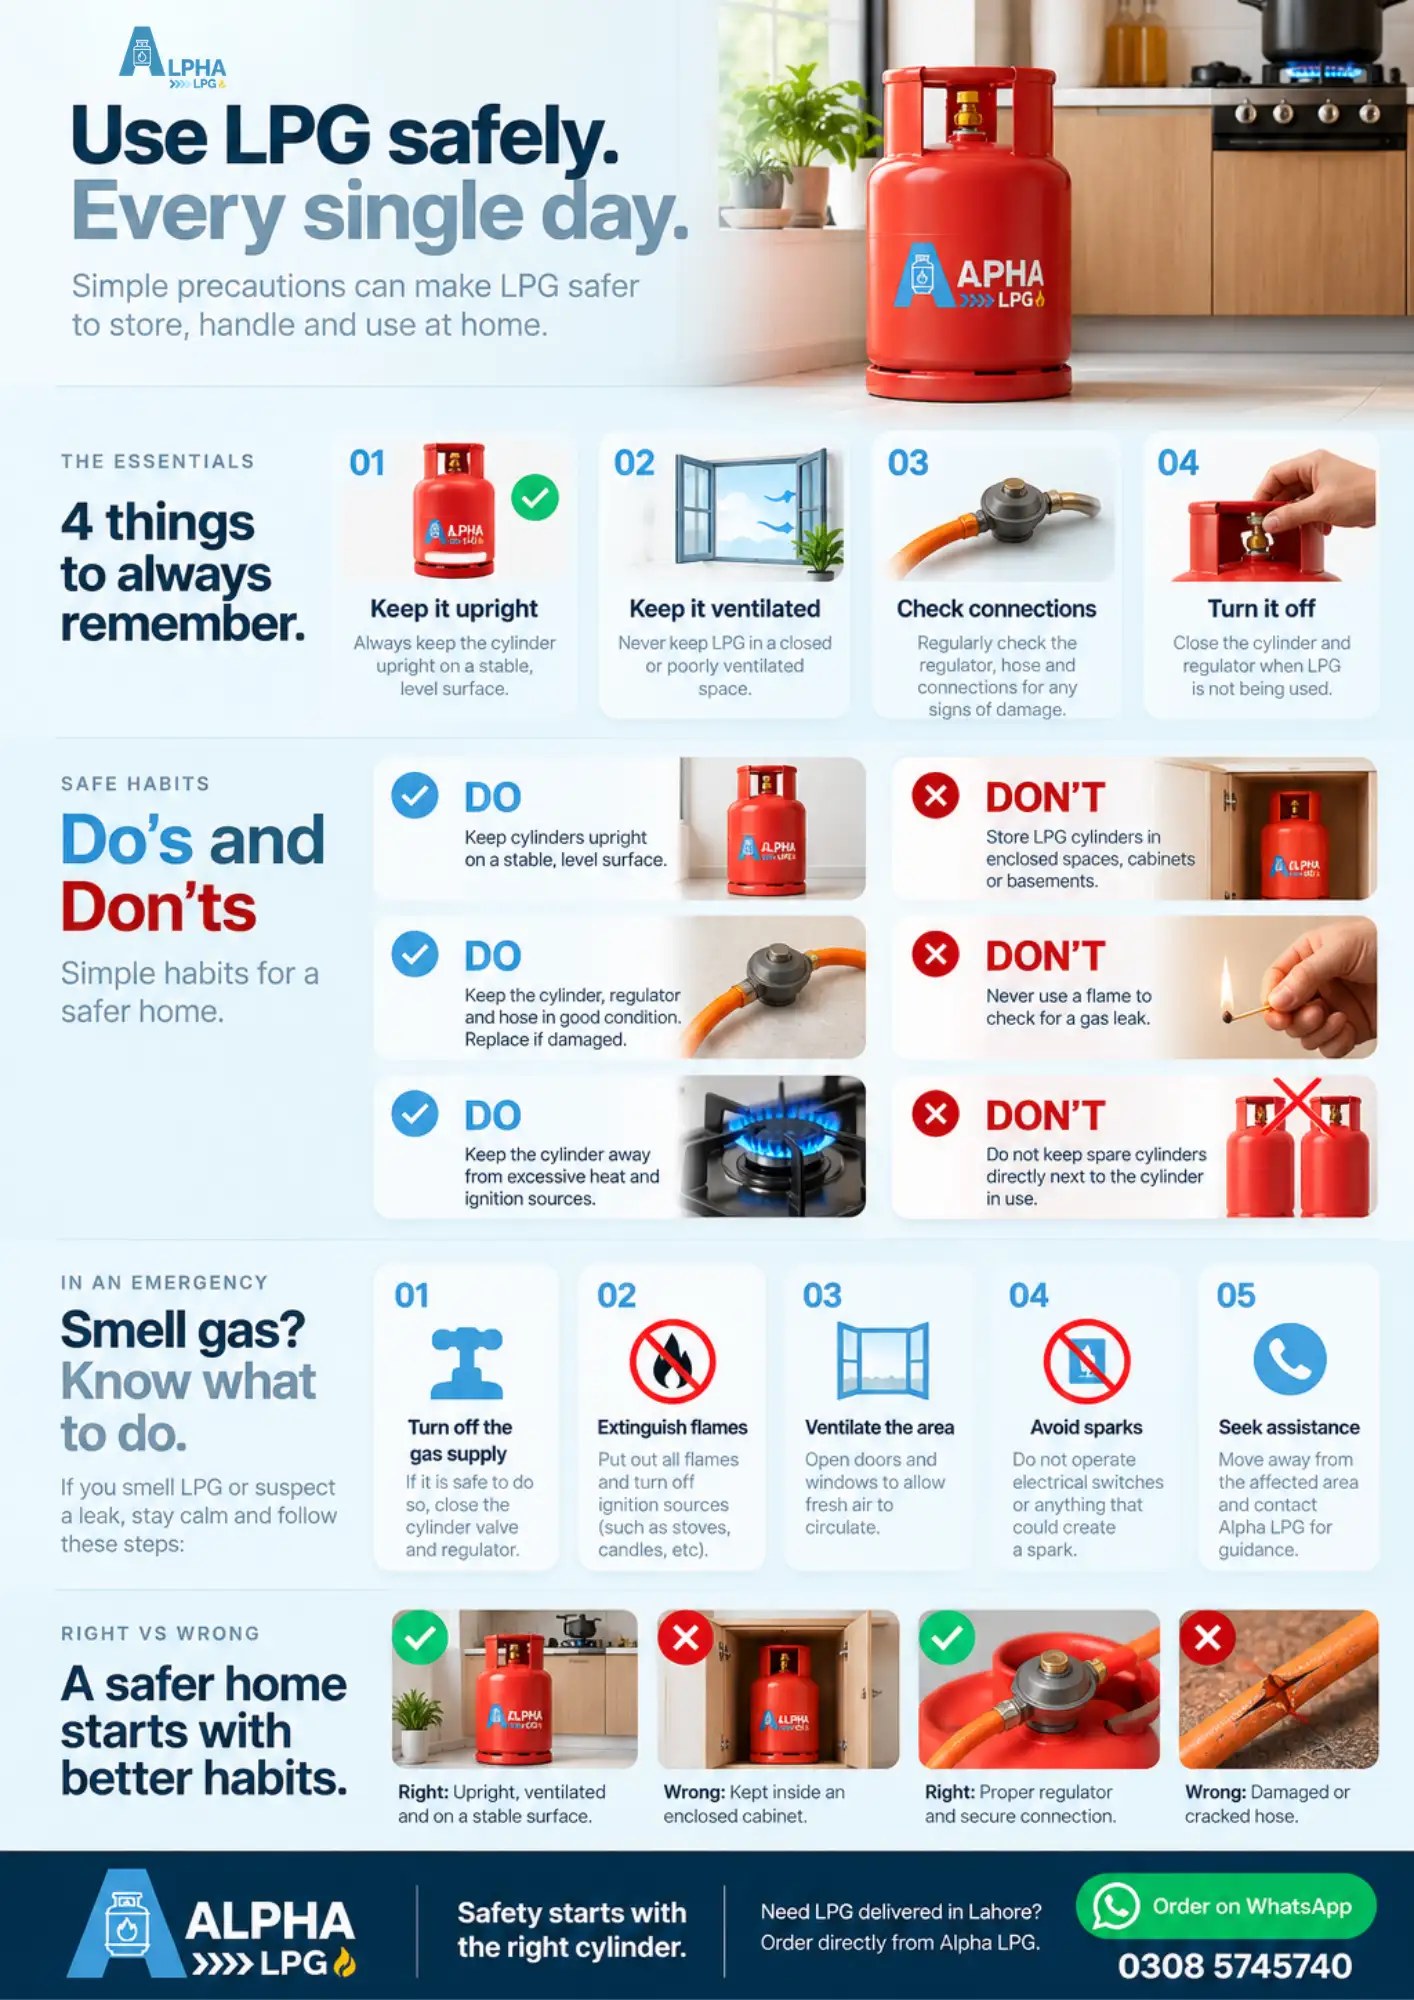 ALPHA
LPG
Use LPG safely.
Every single day.
Simple precautions can make LPG safer
to store, handle and use at home.
A APHA
LPG
THE ESSENTIALS
4 things
to always
remember.
01
A ALPHA
Keep it upright
Always keep the cylinder
upright on a stable,
level surface.
02
Keep it ventilated
Never keep LPG in a closed
or poorly ventilated
space.
03
Check connections
Regularly check the
regulator, hose and
connections for any
signs of damage.
04
Turn it off
Close the cylinder and
regulator when LPG
is not being used.
SAFE HABITS
Do's and
Don'ts
Simple habits for a
safer home.
DO
Keep cylinders upright
on a stable, level surface.
A ALPHA
DON'T
Store LPG cylinders in
enclosed spaces, cabinets
or basements.
A ALPHA
DO
Keep the cylinder, regulator
and hose in good condition.
Replace if damaged.
DON'T
Never use a flame to
check for a gas leak.
DO
Keep the cylinder away
from excessive heat and
ignition sources.
DON'T
Do not keep spare cylinders
directly next to the cylinder
in use.
IN AN EMERGENCY
Smell gas?
Know what
to do.
If you smell LPG or suspect
a leak, stay calm and follow
these steps:
01
Turn off the
gas supply
If it is safe to do
so, close the
cylinder valve
and regulator.
02
Extinguish flames
Put out all flames
and turn off
ignition sources
(such as stoves,
candles, etc).
03
Ventilate the area
Open doors and
windows to allow
fresh air to
circulate.
04
Avoid sparks
Do not operate
electrical switches
or anything that
could create
a spark.
05
Seek assistance
Move away from
the affected area
and contact
Alpha LPG for
guidance.
RIGHT VS WRONG
A safer home
starts with
better habits.
A ALPHA
Right: Upright, ventilated
and on a stable surface.
A ALPHA
Wrong: Kept inside an
enclosed cabinet.
Right: Proper regulator
and secure connection.
Wrong: Damaged or
cracked hose.
A ALPHA
LPG
Safety starts with
the right cylinder.
Need LPG delivered in Lahore?
Order directly from Alpha LPG.
Order on WhatsApp
0308 5745740